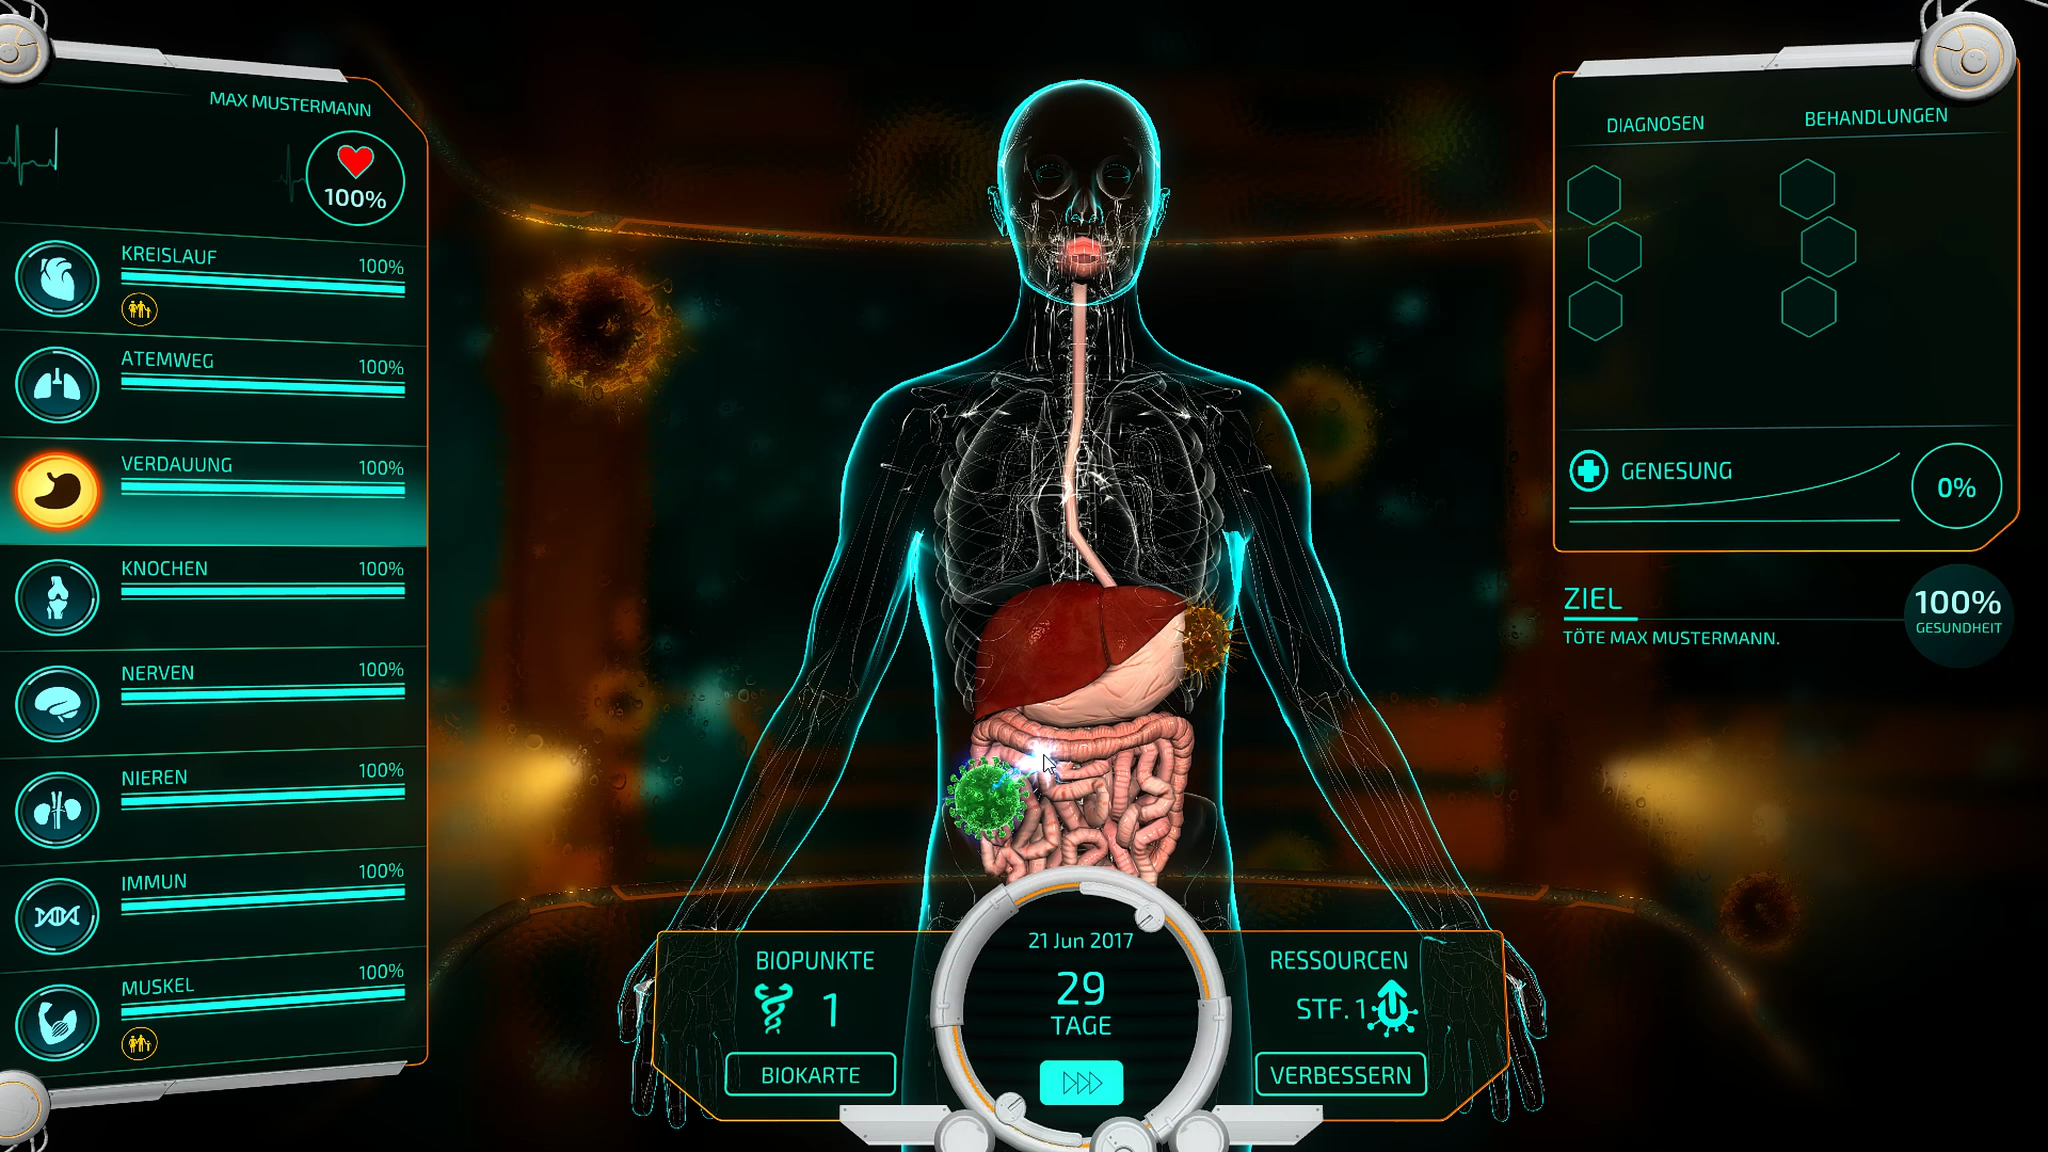 MAX MUSTERMANN
100%
KREISLAUF 100%
ATEMWEG 100%
VERDAUUNG 100%
KNOCHEN 100%
NERVEN 100%
NIEREN 100%
IMMUN 100%
MUSKEL 100%
DIAGNOSEN BEHANDLUNGEN
GENESUNG 0%
ZIEL
TÖTE MAX MUSTERMANN.
100%
GESUNDHEIT
BIOPUNKTE
1
BIOKARTE
21 Jun 2017
29
TAGE
RESSOURCEN
STF. 1
VERBESSERN